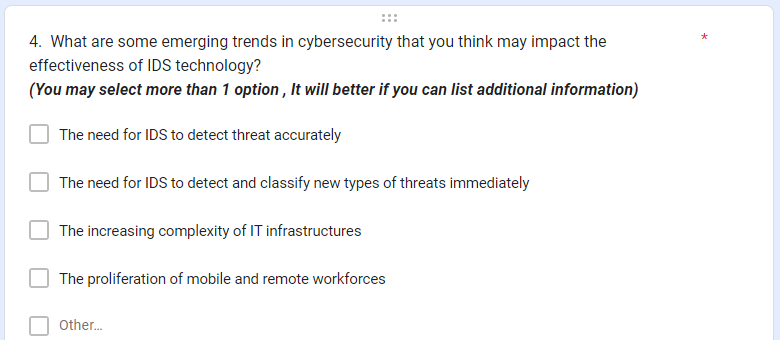 4. What are some emerging trends in cybersecurity that you think may impact the *
effectiveness of IDS technology?
(You may select more than 1 option , It will better if you can list additional information)
The need for IDS to detect threat accurately
The need for IDS to detect and classify new types of threats immediately
The increasing complexity of IT infrastructures
The proliferation of mobile and remote workforces
Other...